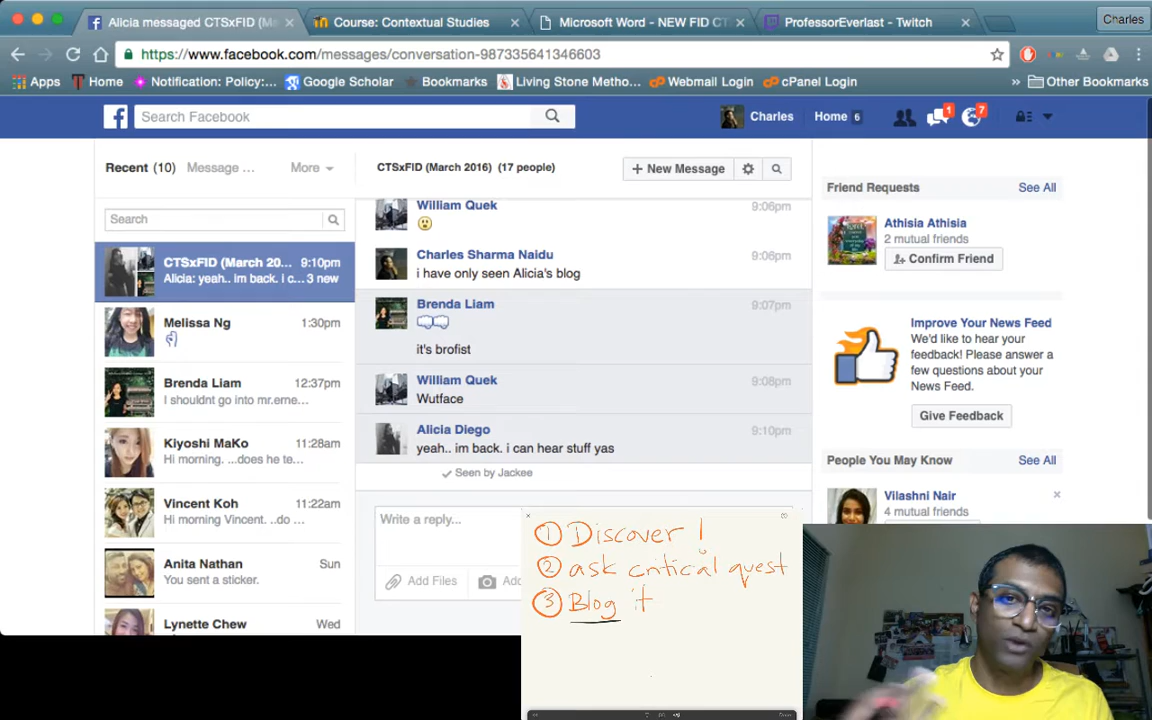 Alicia messaged CTSxFID (Ma
Course: Contextual Studies
Microsoft Word - NEW FID CT
ProfessorEverlast - Twitch
Charles
https://www.facebook.com/messages/conversation-987335641346603
Apps
Home
Notification: Policy:...
Google Scholar
Bookmarks
Living Stone Metho...
Webmail Login
cPanel Login
»
Other Bookmarks
Search Facebook
Charles
Home 6
1
7
Recent (10)
Message ...
More
Search
CTSxFID (March 20...
9:10pm
Alicia: yeah.. im back. i c...
3 new
Melissa Ng
1:30pm
Brenda Liam
12:37pm
I shouldnt go into mr.erne...
Kiyoshi MaKo
11:28am
Hi morning. ...does he te...
Vincent Koh
11:22am
Hi morning Vincent. ..do ...
Anita Nathan
Sun
You sent a sticker.
Lynette Chew
Wed
CTSxFID (March 2016) (17 people)
+ New Message
William Quek
9:06pm
Charles Sharma Naidu
9:06pm
i have only seen Alicia's blog
Brenda Liam
9:07pm
it's brofist
William Quek
9:08pm
Wutface
Alicia Diego
9:10pm
yeah.. im back. i can hear stuff yas
Seen by Jackee
Write a reply...
Add Files
Add
① Discover !
② ask critical quest
③ Blog it
Friend Requests
See All
Athisia Athisia
2 mutual friends
Confirm Friend
Improve Your News
Feed
We'd like to hear your
feedback! Please answer a
few questions about your
News Feed.
Give Feedback
People You May Know
See All
Vilashni Nair
4 mutual friends